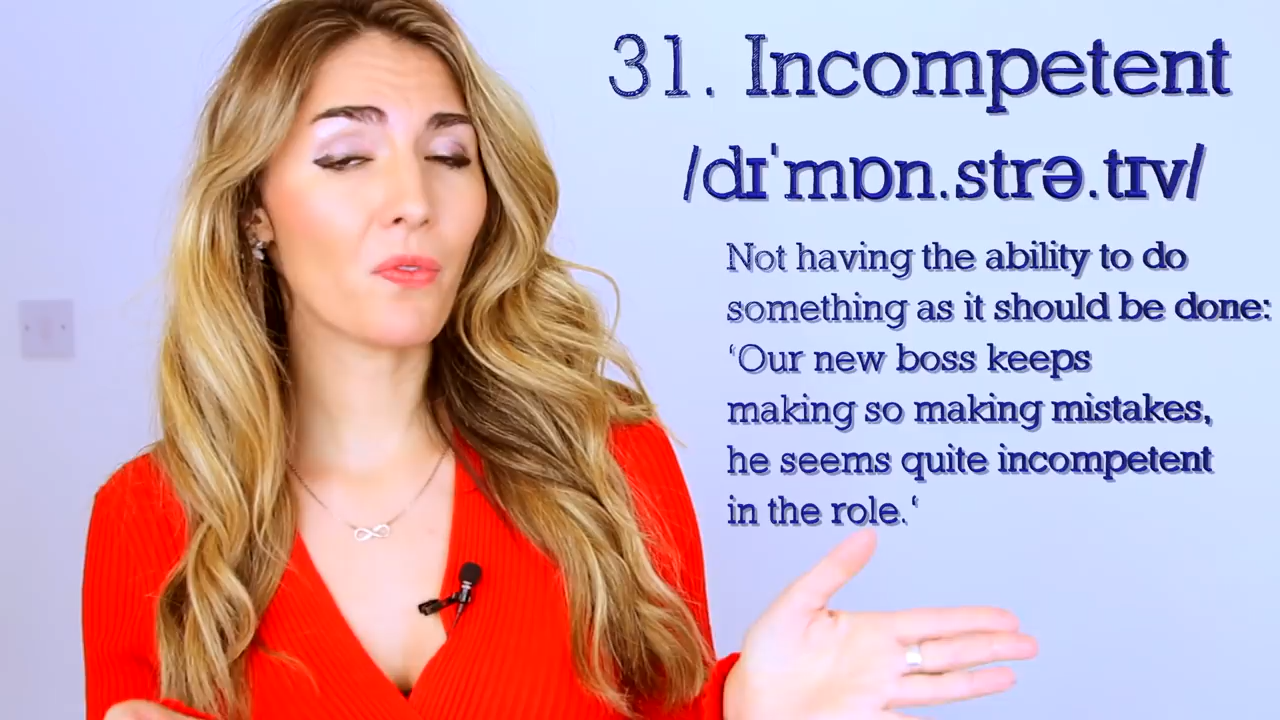 31. Incompetent
/dɪˈmɒn.strə.tɪv/
Not having the ability to do
something as it should be done:
‘Our new boss keeps
making so making mistakes,
he seems quite incompetent
in the role.‘